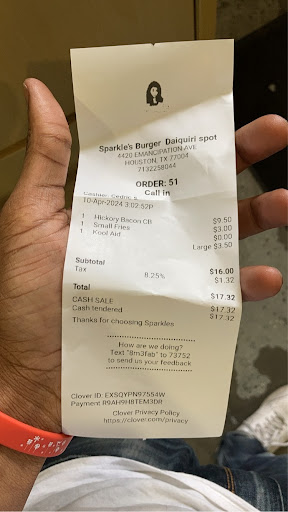 Sparkle's Burger Daiquiri spot
4420 EMANCIPATION AVE
HOUSTON, TX 77004
7132258044
ORDER: 51
Call in
Cashier: Cedric S
10-Apr-2024 3:02:52P
1 Hickory Bacon CB $9.50
1 Small Fries $3.00
1 Kool Aid $0.00
Large $3.50
Subtotal $16.00
Tax 8.25% $1.32
Total $17.32
CASH SALE $17.32
Cash tendered $17.32
Thanks for choosing Sparkles
How are we doing?
Text "8m3fab" to 73752
to send us your feedback
Clover ID: EXSQYPN97554W
Payment R9AH9H8TEM3DR
Clover Privacy Policy
https://clover.com/privacy